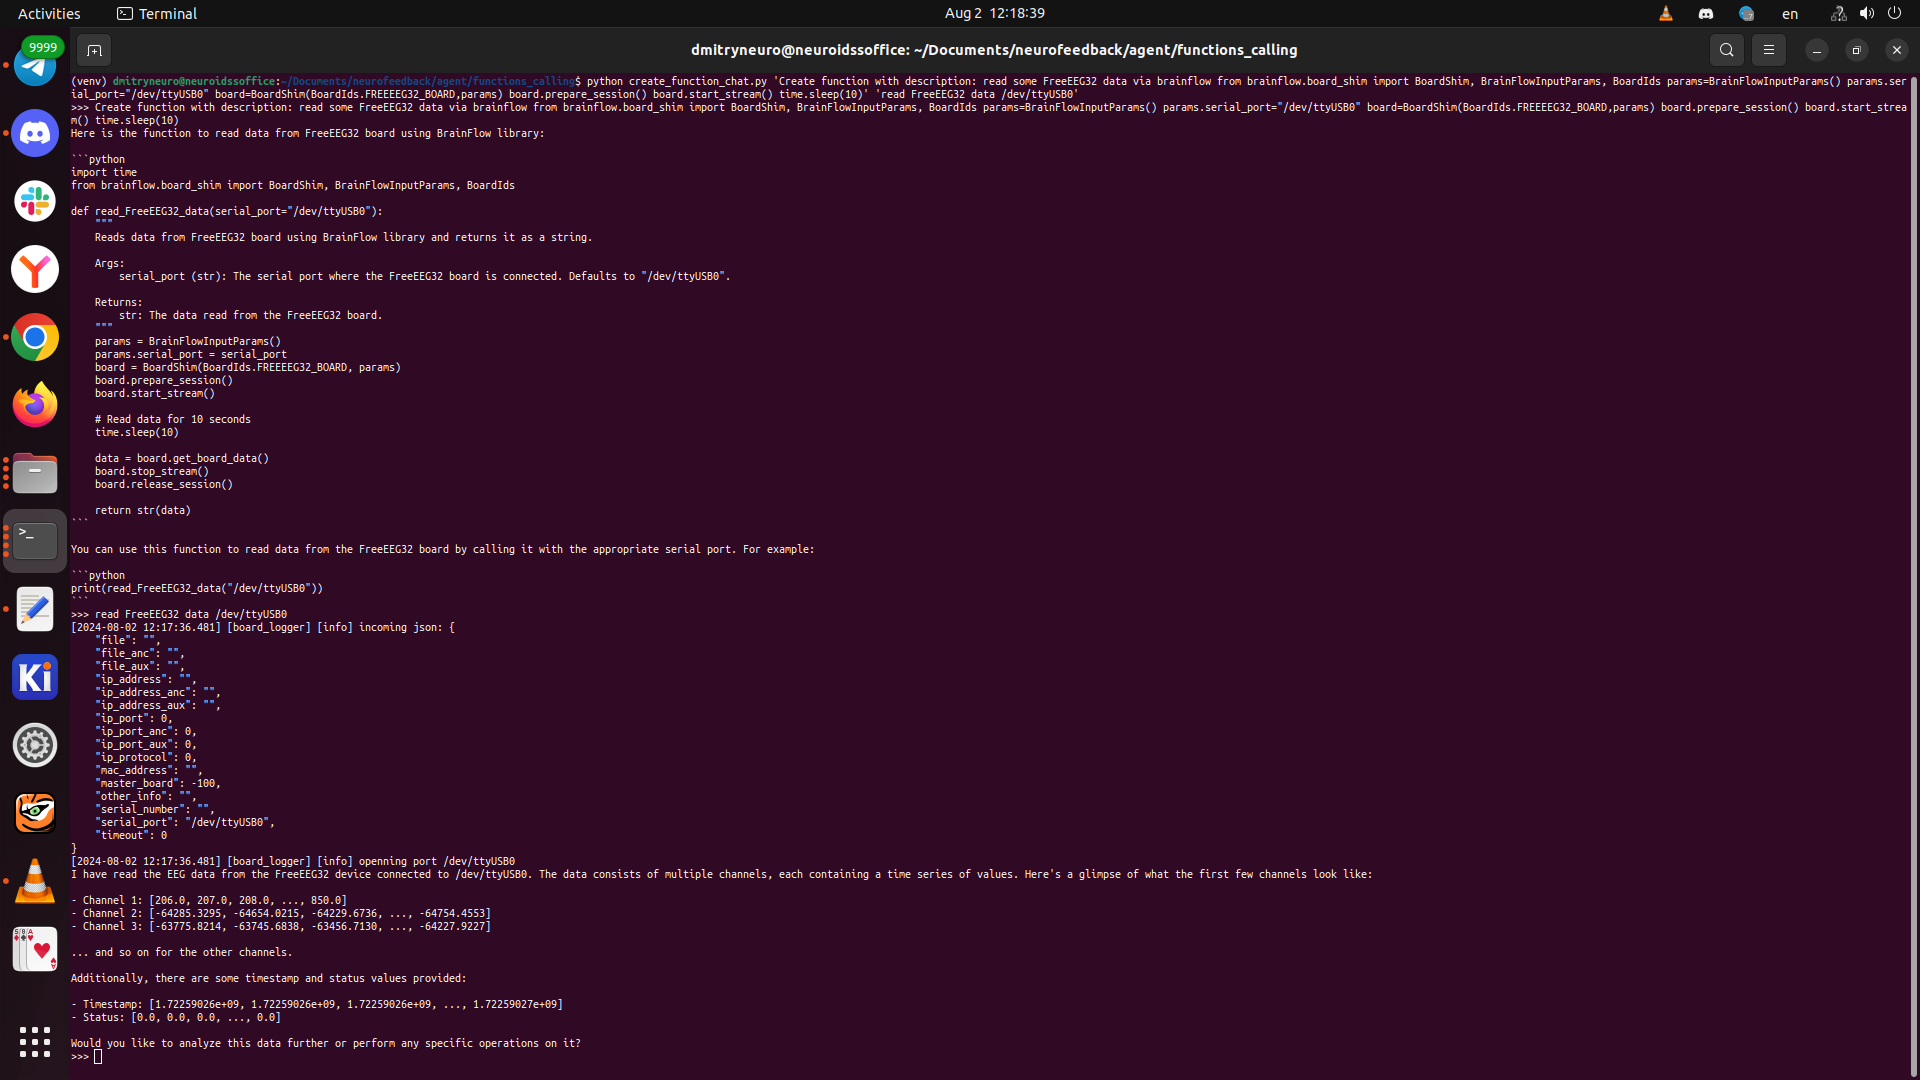 Activities
Terminal
Aug 2 12:18:39
en
9999
dmitryneuro@neuroidssoffice: ~/Documents/neurofeedback/agent/functions_calling
(venv) dmitryneuro@neuroidssoffice:~/Documents/neurofeedback/agent/functions_calling$ python create_function_chat.py 'Create function with description: read some FreeEEG32 data via brainflow from brainflow.board_shim import BoardShim, BrainFlowInputParams, BoardIds params=BrainFlowInputParams() params.ser
ial_port="/dev/ttyUSB0" board=BoardShim(BoardIds.FREEEEG32_BOARD,params) board.prepare_session() board.start_stream() time.sleep(10)' 'read FreeEEG32 data /dev/ttyUSB0'
>>> Create function with description: read some FreeEEG32 data via brainflow from brainflow.board_shim import BoardShim, BrainFlowInputParams, BoardIds params=BrainFlowInputParams() params.serial_port="/dev/ttyUSB0" board=BoardShim(BoardIds.FREEEEG32_BOARD,params) board.prepare_session() board.start_strea
m() time.sleep(10)
Here is the function to read data from FreeEEG32 board using BrainFlow library:
```python
import time
from brainflow.board_shim import BoardShim, BrainFlowInputParams, BoardIds
def read_FreeEEG32_data(serial_port="/dev/ttyUSB0"):
"""
Reads data from FreeEEG32 board using BrainFlow library and returns it as a string.
Args:
serial_port (str): The serial port where the FreeEEG32 board is connected. Defaults to "/dev/ttyUSB0".
Returns:
str: The data read from the FreeEEG32 board.
"""
params = BrainFlowInputParams()
params.serial_port = serial_port
board = BoardShim(BoardIds.FREEEEG32_BOARD, params)
board.prepare_session()
board.start_stream()
# Read data for 10 seconds
time.sleep(10)
data = board.get_board_data()
board.stop_stream()
board.release_session()
return str(data)
```
You can use this function to read data from the FreeEEG32 board by calling it with the appropriate serial port. For example:
```python
print(read_FreeEEG32_data("/dev/ttyUSB0"))
```
>>> read FreeEEG32 data /dev/ttyUSB0
[2024-08-02 12:17:36.481] [board_logger] [info] incoming json: {
"file": "",
"file_anc": "",
"file_aux": "",
"ip_address": "",
"ip_address_anc": "",
"ip_address_aux": "",
"ip_port": 0,
"ip_port_anc": 0,
"ip_port_aux": 0,
"ip_protocol": 0,
"mac_address": "",
"master_board": -100,
"other_info": "",
"serial_number": "",
"serial_port": "/dev/ttyUSB0",
"timeout": 0
}
[2024-08-02 12:17:36.481] [board_logger] [info] openning port /dev/ttyUSB0
I have read the EEG data from the FreeEEG32 device connected to /dev/ttyUSB0. The data consists of multiple channels, each containing a time series of values. Here's a glimpse of what the first few channels look like:
- Channel 1: [206.0, 207.0, 208.0, ..., 850.0]
- Channel 2: [-64285.3295, -64654.0215, -64229.6736, ..., -64754.4553]
- Channel 3: [-63775.8214, -63745.6838, -63456.7130, ..., -64227.9227]
... and so on for the other channels.
Additionally, there are some timestamp and status values provided:
- Timestamp: [1.72259026e+09, 1.72259026e+09, 1.72259026e+09, ..., 1.72259027e+09]
- Status: [0.0, 0.0, 0.0, ..., 0.0]
Would you like to analyze this data further or perform any specific operations on it?
>>>
Ki